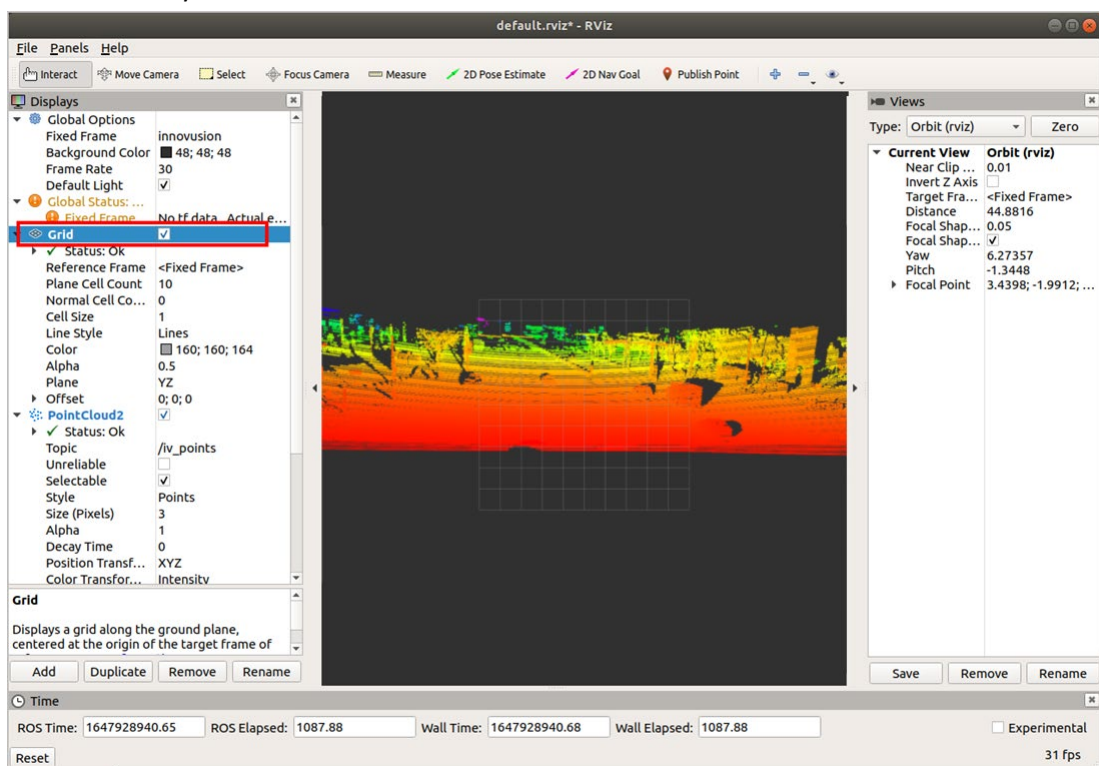 default.rviz* - RViz
File Panels Help
Interact Move Camera Select Focus Camera Measure 2D Pose Estimate 2D Nav Goal Publish Point
Displays
Global Options
Fixed Frame innovusion
Background Color 48; 48; 48
Frame Rate 30
Default Light
Global Status: ...
Fixed Frame No tf data. Actual e...
Grid
Status: Ok
Reference Frame <Fixed Frame>
Plane Cell Count 10
Normal Cell Co... 0
Cell Size 1
Line Style Lines
Color 160; 160; 164
Alpha 0.5
Plane YZ
Offset 0; 0; 0
PointCloud2
Status: Ok
Topic /iv_points
Unreliable
Selectable
Style Points
Size (Pixels) 3
Alpha 1
Decay Time 0
Position Transf... XYZ
Color Transfor... Intensity
Grid
Displays a grid along the ground plane,
centered at the origin of the target frame of
Add Duplicate Remove Rename
Views
Type: Orbit (rviz) Zero
Current View Orbit (rviz)
Near Clip ... 0.01
Invert Z Axis
Target Fra... <Fixed Frame>
Distance 44.8816
Focal Shap... 0.05
Focal Shap...
Yaw 6.27357
Pitch -1.3448
Focal Point 3.4398; -1.9912; ...
Save Remove Rename
Time
ROS Time: 1647928940.65 ROS Elapsed: 1087.88 Wall Time: 1647928940.68 Wall Elapsed: 1087.88 Experimental
Reset 31 fps